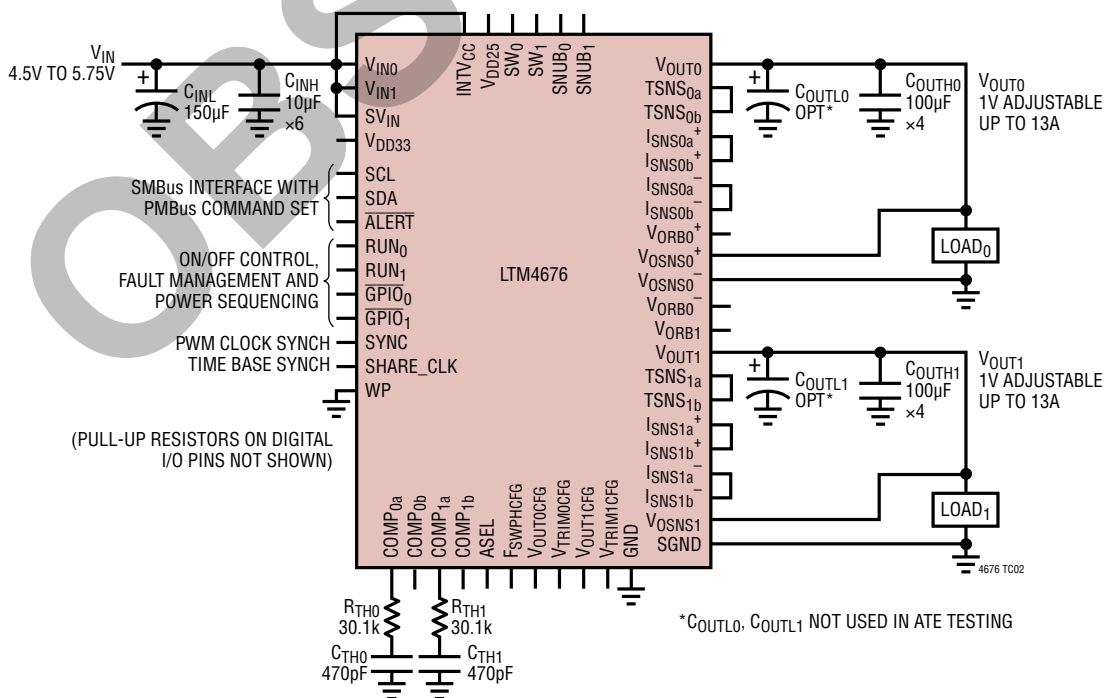 OBS
VIN
4.5V TO 5.75V
+
CINL
150µF
CINH
10µF
×6
SMBus INTERFACE WITH
PMBus COMMAND SET
ON/OFF CONTROL,
FAULT MANAGEMENT AND
POWER SEQUENCING
PWM CLOCK SYNCH
TIME BASE SYNCH
(PULL-UP RESISTORS ON DIGITAL
I/O PINS NOT SHOWN)
VIN0
VIN1
SVIN
VDD33
SCL
SDA
ALERT
RUN0
RUN1
GPIO0
GPIO1
SYNC
SHARE_CLK
WP
INTVCC
VDD25
SW0
SW1
SNUB0
SNUB1
LTM4676
VOUT0
TSNS0a
TSNS0b
ISNS0a+
ISNS0b+
ISNS0a–
ISNS0b–
VORB0+
VOSNS0+
VOSNS0–
VORB0–
VORB1
VOUT1
TSNS1a
TSNS1b
ISNS1a+
ISNS1b+
ISNS1a–
ISNS1b–
VOSNS1
SGND
COMP0a
COMP0b
COMP1a
COMP1b
ASEL
FSWPHCFG
VOUT0CFG
VTRIM0CFG
VOUT1CFG
VTRIM1CFG
GND
+
COUTL0
OPT*
COUTH0
100µF
×4
VOUT0
1V ADJUSTABLE
UP TO 13A
LOAD0
+
COUTL1
OPT*
COUTH1
100µF
×4
VOUT1
1V ADJUSTABLE
UP TO 13A
LOAD1
4676 TC02
RTH0
30.1k
RTH1
30.1k
CTH0
470pF
CTH1
470pF
*COUTL0, COUTL1 NOT USED IN ATE TESTING